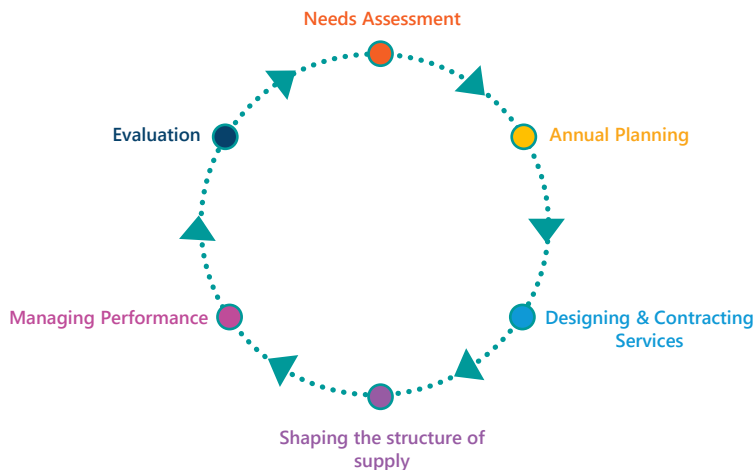 Needs Assessment
Evaluation
Annual Planning
Managing Performance
Designing & Contracting
Services
Shaping the structure of
supply